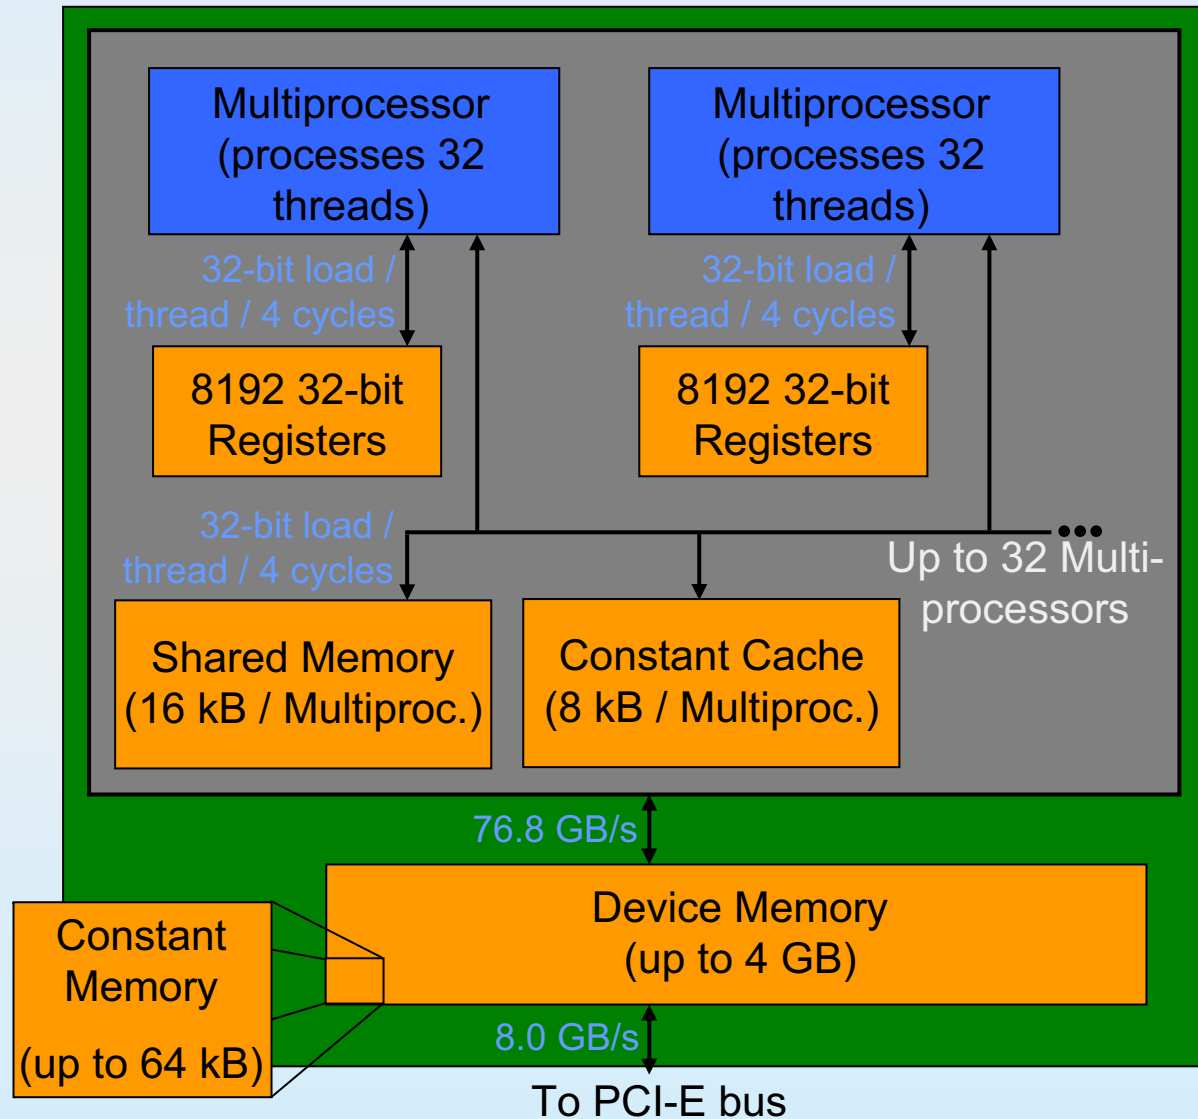 Multiprocessor
(processes 32
threads)
Multiprocessor
(processes 32
threads)
32-bit load /
thread / 4 cycles
32-bit load /
thread / 4 cycles
8192 32-bit
Registers
8192 32-bit
Registers
32-bit load /
thread / 4 cycles
•••
Up to 32 Multi-
processors
Shared Memory
(16 kB / Multiproc.)
Constant Cache
(8 kB / Multiproc.)
76.8 GB/s
Device Memory
(up to 4 GB)
Constant
Memory
(up to 64 kB)
8.0 GB/s
To PCI-E bus